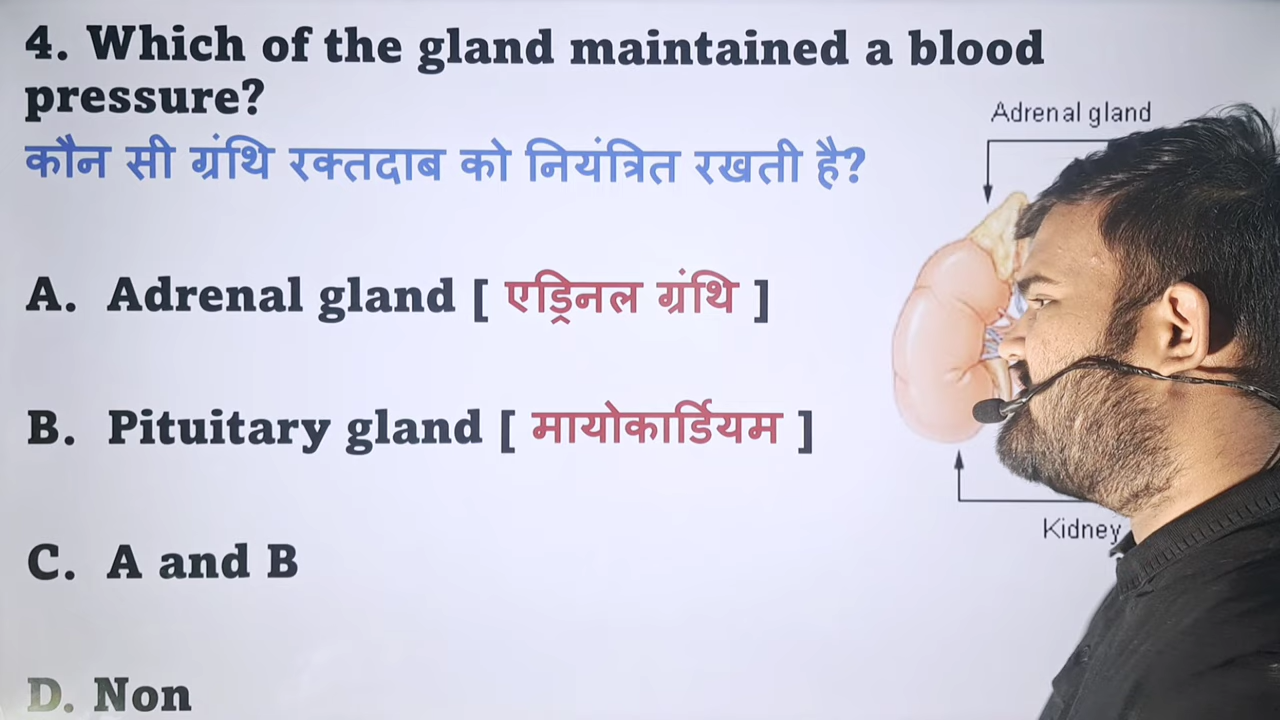 4. Which of the gland maintained a blood
pressure?
कौन सी ग्रंथि रक्तदाब को नियंत्रित रखती है?
Adrenal gland
A. Adrenal gland [ एड्रिनल ग्रंथि ]
B. Pituitary gland [ मायोकार्डियम ]
Kidney
C. A and B
D. Non